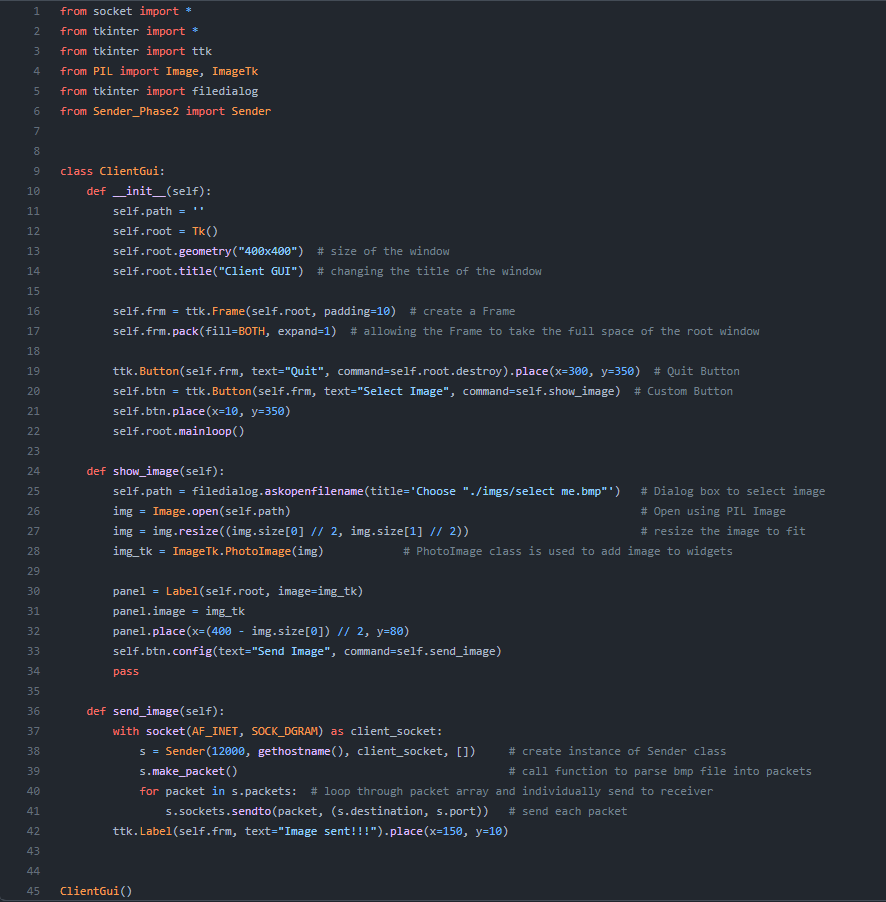 1 from socket import *
2 from tkinter import *
3 from tkinter import ttk
4 from PIL import Image, ImageTk
5 from tkinter import filedialog
6 from Sender_Phase2 import Sender
7
8
9 class ClientGui:
10     def __init__(self):
11         self.path = ''
12         self.root = Tk()
13         self.root.geometry("400x400")  # size of the window
14         self.root.title("Client GUI")  # changing the title of the window
15
16         self.frm = ttk.Frame(self.root, padding=10)  # create a Frame
17         self.frm.pack(fill=BOTH, expand=1)  # allowing the Frame to take the full space of the root window
18
19         ttk.Button(self.frm, text="Quit", command=self.root.destroy).place(x=300, y=350)  # Quit Button
20         self.btn = ttk.Button(self.frm, text="Select Image", command=self.show_image)  # Custom Button
21         self.btn.place(x=10, y=350)
22         self.root.mainloop()
23
24     def show_image(self):
25         self.path = filedialog.askopenfilename(title='Choose "./imgs/select me.bmp"')   # Dialog box to select image
26         img = Image.open(self.path)                                                     # Open using PIL Image
27         img = img.resize((img.size[0] // 2, img.size[1] // 2))                          # resize the image to fit
28         img_tk = ImageTk.PhotoImage(img)            # PhotoImage class is used to add image to widgets
29
30         panel = Label(self.root, image=img_tk)
31         panel.image = img_tk
32         panel.place(x=(400 - img.size[0]) // 2, y=80)
33         self.btn.config(text="Send Image", command=self.send_image)
34         pass
35
36     def send_image(self):
37         with socket(AF_INET, SOCK_DGRAM) as client_socket:
38             s = Sender(12000, gethostname(), client_socket, [])     # create instance of Sender class
39             s.make_packet()                                         # call function to parse bmp file into packets
40             for packet in s.packets:  # loop through packet array and individually send to receiver
41                 s.sockets.sendto(packet, (s.destination, s.port))   # send each packet
42         ttk.Label(self.frm, text="Image sent!!!").place(x=150, y=10)
43
44
45 ClientGui()